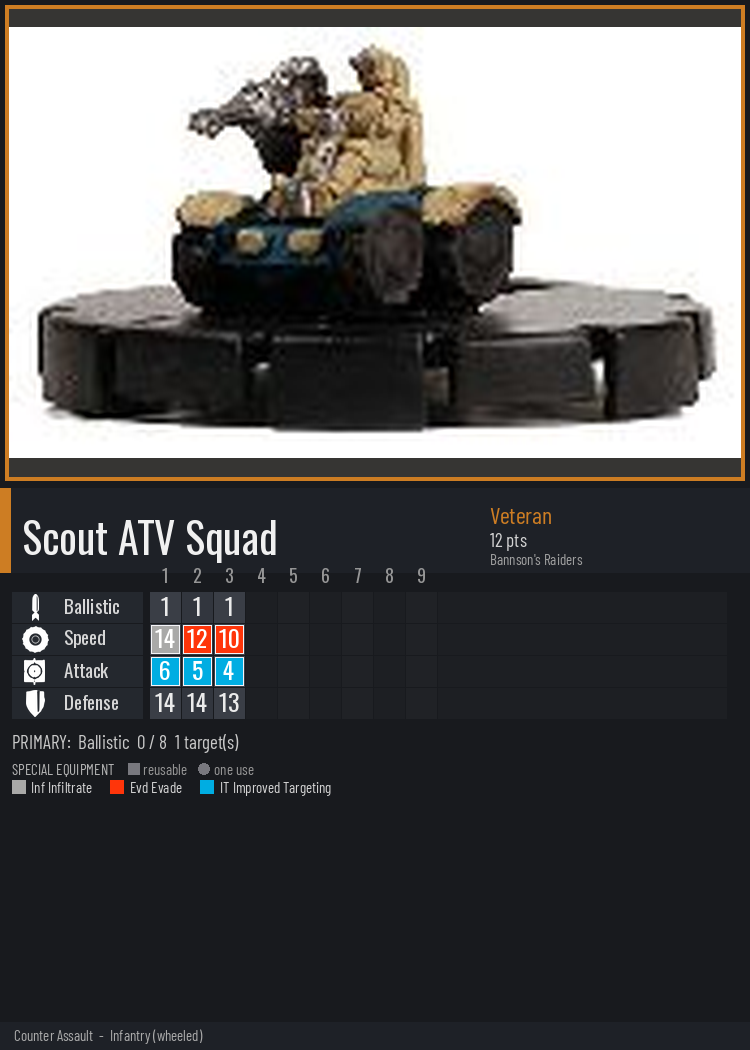 Scout ATV Squad
Veteran
12 pts
Bannson's Raiders
1 2 3 4 5 6 7 8 9
Ballistic 1 1 1
Speed 14 12 10
Attack 6 5 4
Defense 14 14 13
PRIMARY: Ballistic 0 / 8 1 target(s)
SPECIAL EQUIPMENT reusable one use
Inf Infiltrate Evd Evade IT Improved Targeting
Counter Assault - Infantry (wheeled)